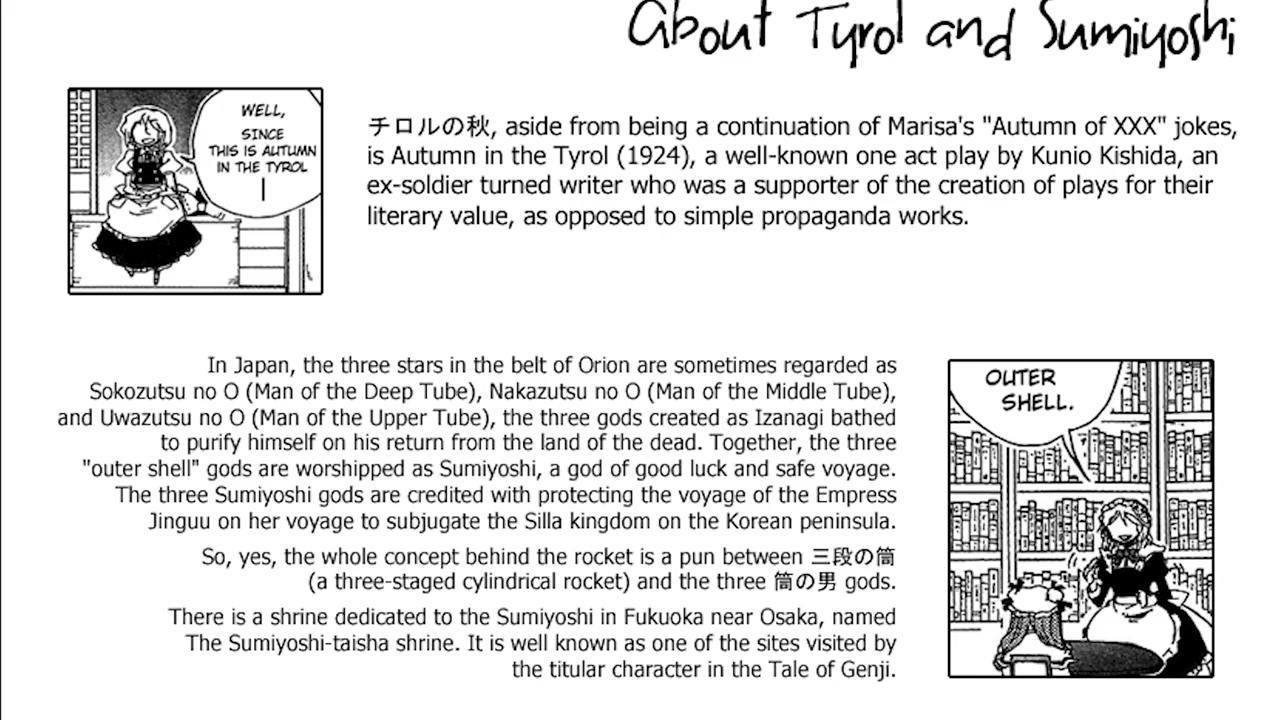 About Tyrol and Sumiyoshi
WELL,
SINCE
THIS IS AUTUMN
IN THE TYROL
チロルの秋, aside from being a continuation of Marisa's "Autumn of XXX" jokes,
is Autumn in the Tyrol (1924), a well-known one act play by Kunio Kishida, an
ex-soldier turned writer who was a supporter of the creation of plays for their
literary value, as opposed to simple propaganda works.
In Japan, the three stars in the belt of Orion are sometimes regarded as
Sokozutsu no O (Man of the Deep Tube), Nakazutsu no O (Man of the Middle Tube),
and Uwazutsu no O (Man of the Upper Tube), the three gods created as Izanagi bathed
to purify himself on his return from the land of the dead. Together, the three
"outer shell" gods are worshipped as Sumiyoshi, a god of good luck and safe voyage.
The three Sumiyoshi gods are credited with protecting the voyage of the Empress
Jinguu on her voyage to subjugate the Silla kingdom on the Korean peninsula.
So, yes, the whole concept behind the rocket is a pun between 三段の筒
(a three-staged cylindrical rocket) and the three 筒の男 gods.
There is a shrine dedicated to the Sumiyoshi in Fukuoka near Osaka, named
The Sumiyoshi-taisha shrine. It is well known as one of the sites visited by
the titular character in the Tale of Genji.
OUTER
SHELL.